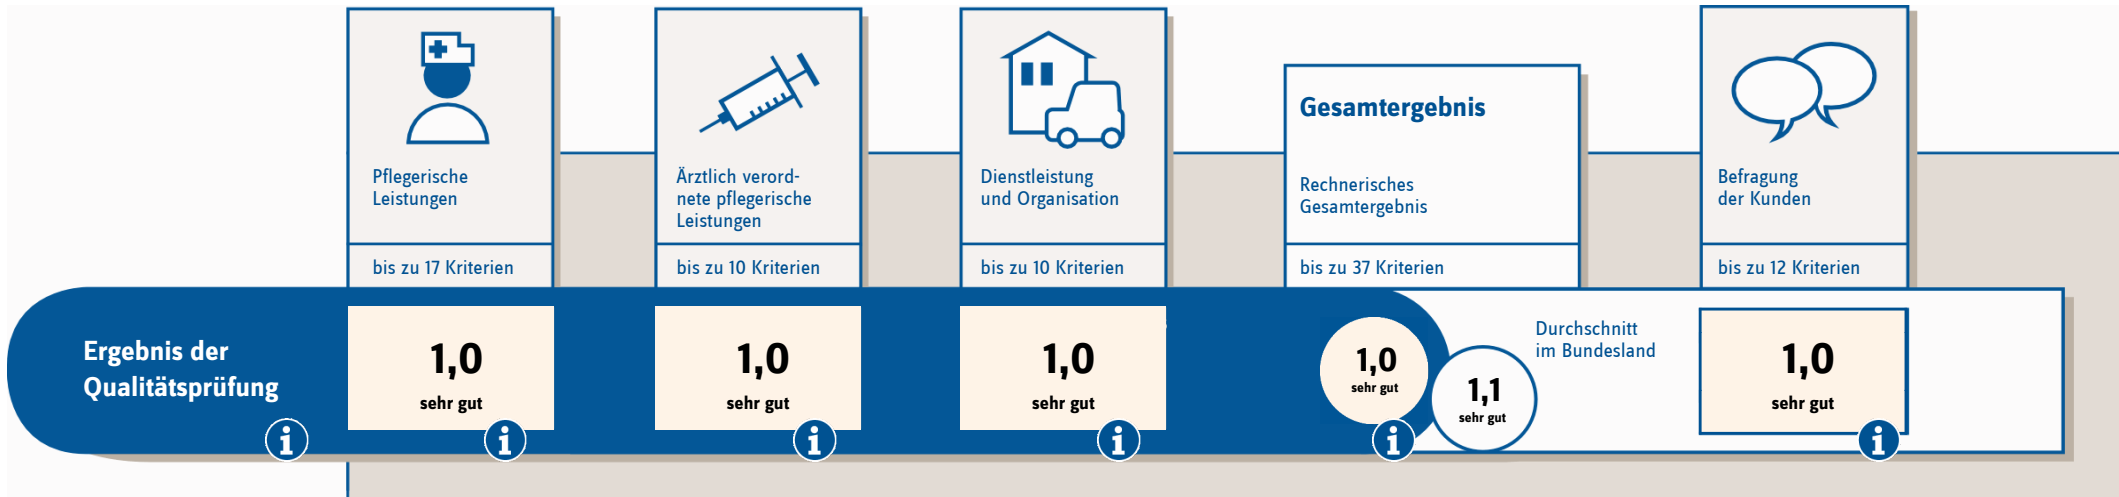 Pflegerische
Leistungen
bis zu 17 Kriterien
Ärztlich verord-
nete pflegerische
Leistungen
bis zu 10 Kriterien
Dienstleistung
und Organisation
bis zu 10 Kriterien
Gesamtergebnis
Rechnerisches
Gesamtergebnis
bis zu 37 Kriterien
Befragung
der Kunden
bis zu 12 Kriterien
Ergebnis der
Qualitätsprüfung
i
1,0
sehr gut
i
1,0
sehr gut
i
1,0
sehr gut
i
1,0
sehr gut
i
1,1
sehr gut
Durchschnitt
im Bundesland
1,0
sehr gut
i